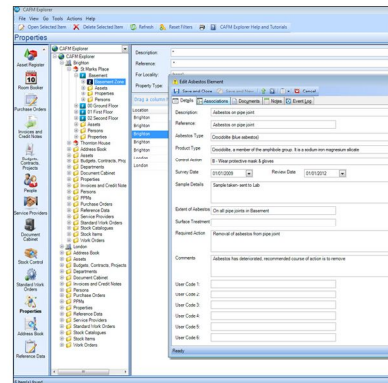 CAFM Explorer
File View Go Tools Actions Help
Open Selected Item Delete Selected Item Refresh Reset Filters CAFM Explorer Help and Tutorials
Properties
Asset Register
Room Booker
Purchase Orders
Invoices and Credit Notes
Budgets, Contracts, Projects
People
Service Providers
Document Cabinet
Stock Control
Standard Work Orders
Properties
Address Book
Reference Data
CAFM Explorer
CAFM Explorer
Brighton
St Marks Place
Basement
Basement Zone
Assets
Properties
Persons
00 Ground Floor
01 First Floor
02 Second Floor
Assets
Persons
Properties
Thornton House
Address Book
Assets
Budgets, Contracts, Proj
Departments
Document Cabinet
Invoices and Credit Note
Persons
PPMs
Purchase Orders
Reference Data
Service Providers
Standard Work Orders
Stock Catalogues
Stock Items
Work Orders
London
Address Book
Assets
Budgets, Contracts, Projects
Departments
Document Cabinet
Invoices and Credit Notes
Persons
Purchase Orders
PPMs
Properties
Reference Data
Service Providers
Standard Work Orders
Stock Catalogues
Stock Items
Work Orders
Description
Reference
For Locality
Property Type
Drag a column
Location
Brighton
Brighton
Brighton
Brighton
London
London
Edit Asbestos Element
Save and Close Cancel
Details Associations Documents Notes Event Log
Description: Asbestos on pipe joint
Reference: Asbestos on pipe joint
Asbestos Type Crocidolite (blue asbestos)
Product Type Crocidolite, a member of the amphibole group. It is a sodium iron magnesium silicate
Control Action B - Wear protective mask & gloves
Survey Date 01/01/2009 Review Date 01/01/2012
Sample Details Sample taken- sent to Lab
Extent of Asbestos On all pipe joints in Basement
Surface Treatment
Required Action Removal of asbestos from pipe joint
Comments Asbestos has deteriorated, recommended course of action is to remove
User Code 1:
User Code 2:
User Code 3:
User Code 4:
User Code 5:
User Code 6:
Ready